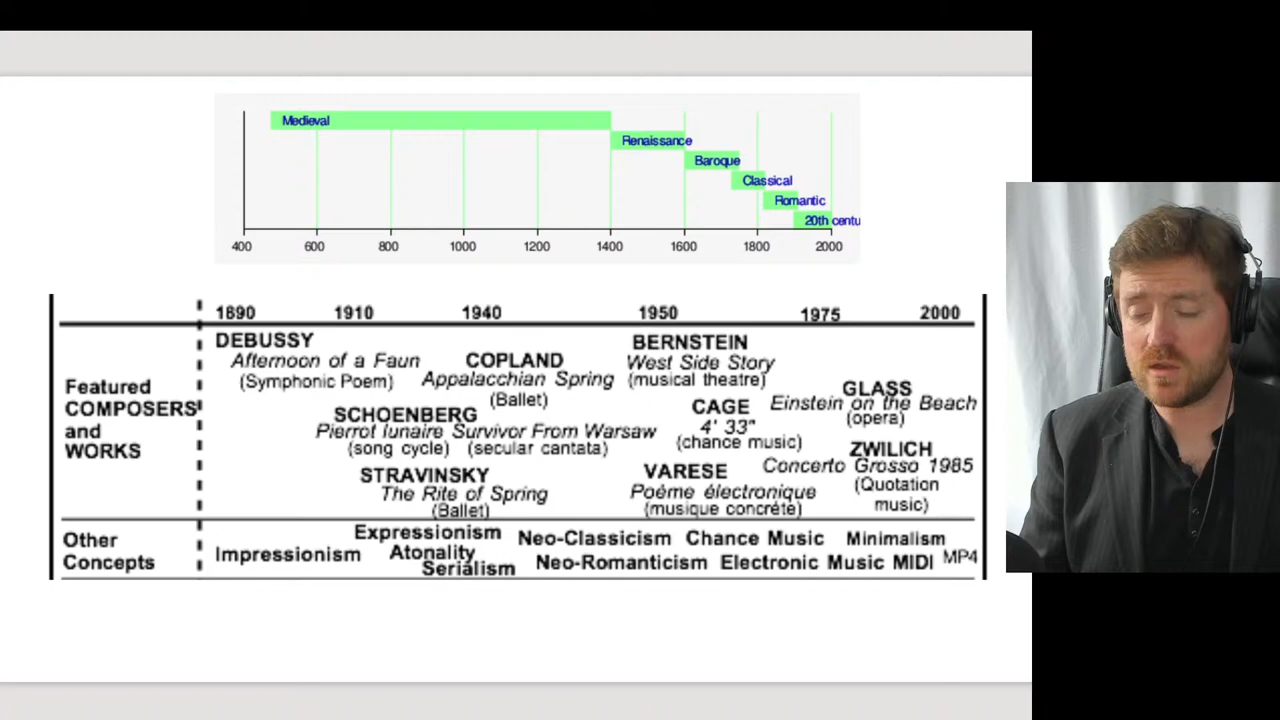 Medieval
Renaissance
Baroque
Classical
Romantic
20th centu
400 600 800 1000 1200 1400 1600 1800 2000
1890 1910 1940 1950 1975 2000
Featured
COMPOSERS
and
WORKS
DEBUSSY
Afternoon of a Faun
(Symphonic Poem)
COPLAND
Appalacchian Spring
(Ballet)
BERNSTEIN
West Side Story
(musical theatre)
SCHOENBERG
Pierrot lunaire Survivor From Warsaw
(song cycle) (secular cantata)
CAGE
4' 33"
(chance music)
GLASS
Einstein on the Beach
(opera)
STRAVINSKY
The Rite of Spring
(Ballet)
VARESE
Poéme électronique
(musique concréte)
ZWILICH
Concerto Grosso 1985
(Quotation
music)
Other
Concepts
Impressionism
Expressionism
Atonality
Serialism
Neo-Classicism Chance Music Minimalism
Neo-Romanticism Electronic Music MIDI MP4